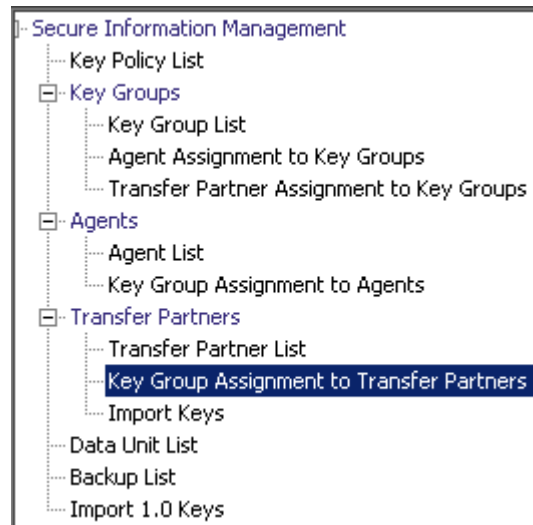 Secure Information Management
Key Policy List
Key Groups
Key Group List
Agent Assignment to Key Groups
Transfer Partner Assignment to Key Groups
Agents
Agent List
Key Group Assignment to Agents
Transfer Partners
Transfer Partner List
Key Group Assignment to Transfer Partners
Import Keys
Data Unit List
Backup List
Import 1.0 Keys